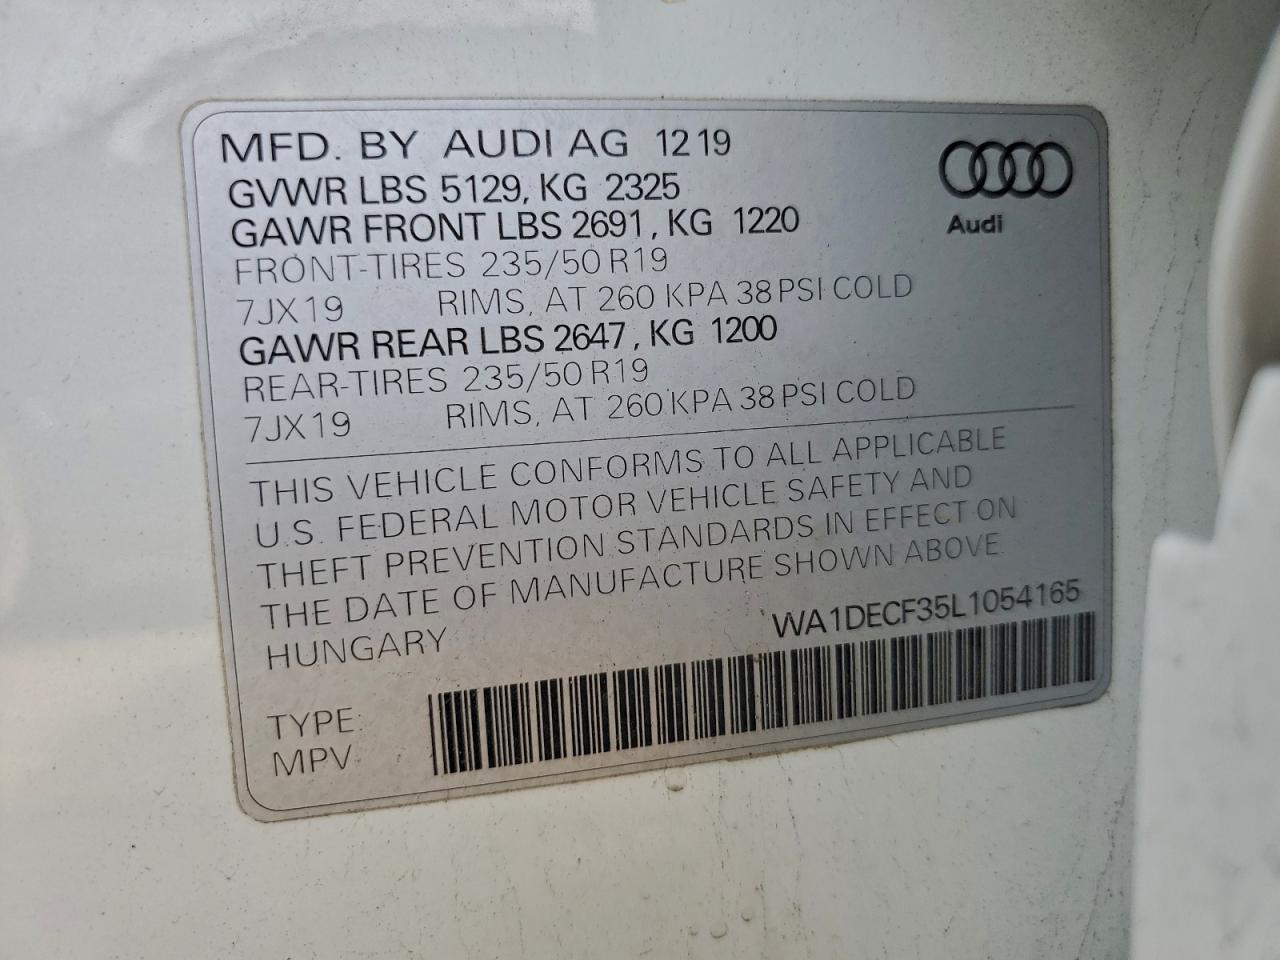 MFD. BY AUDI AG 12 19
GVWR LBS 5129, KG 2325
GAWR FRONT LBS 2691, KG 1220
FRONT-TIRES 235/50 R19
7JX19 RIMS, AT 260 KPA 38 PSI COLD
GAWR REAR LBS 2647, KG 1200
REAR-TIRES 235/50 R19
7JX19 RIMS, AT 260 KPA 38 PSI COLD
Audi
THIS VEHICLE CONFORMS TO ALL APPLICABLE
U.S. FEDERAL MOTOR VEHICLE SAFETY AND
THEFT PREVENTION STANDARDS IN EFFECT ON
THE DATE OF MANUFACTURE SHOWN ABOVE.
HUNGARY
WA1DECF35L1054165
TYPE:
MPV